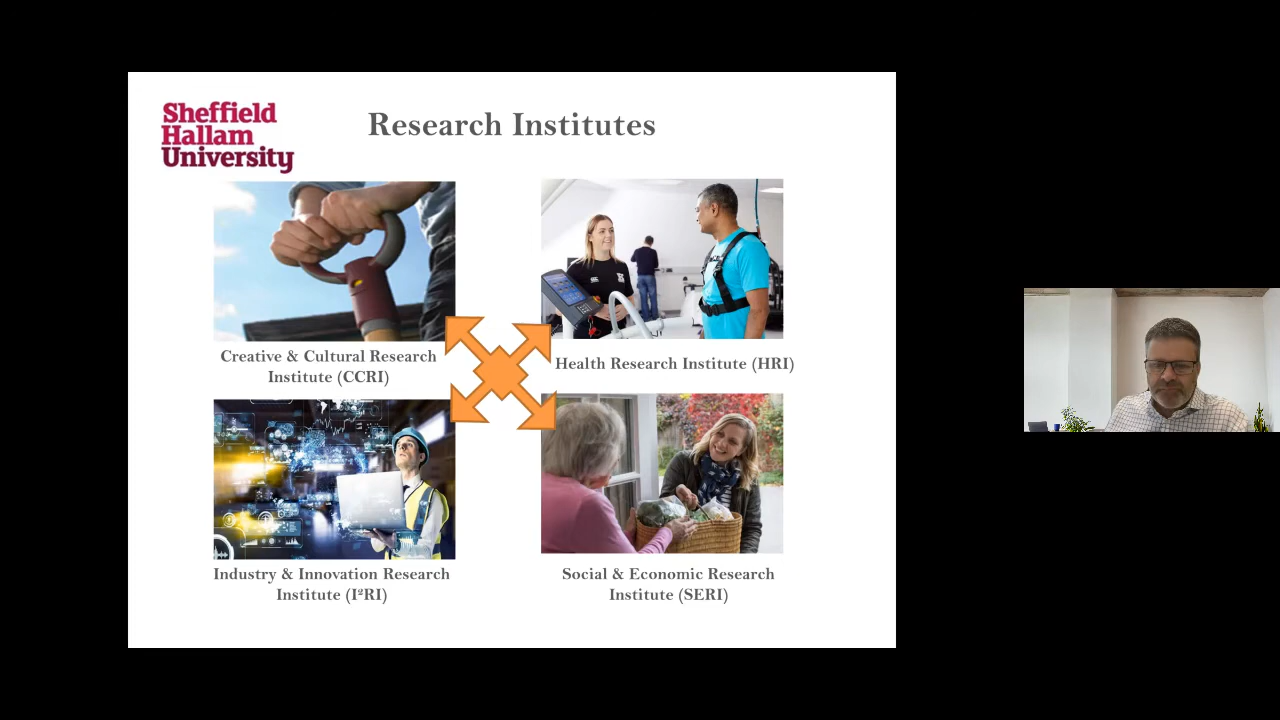 Sheffield
Hallam
University
Research Institutes
Creative & Cultural Research
Institute (CCRI)
Health Research Institute (HRI)
Industry & Innovation Research
Institute (I²RI)
Social & Economic Research
Institute (SERI)